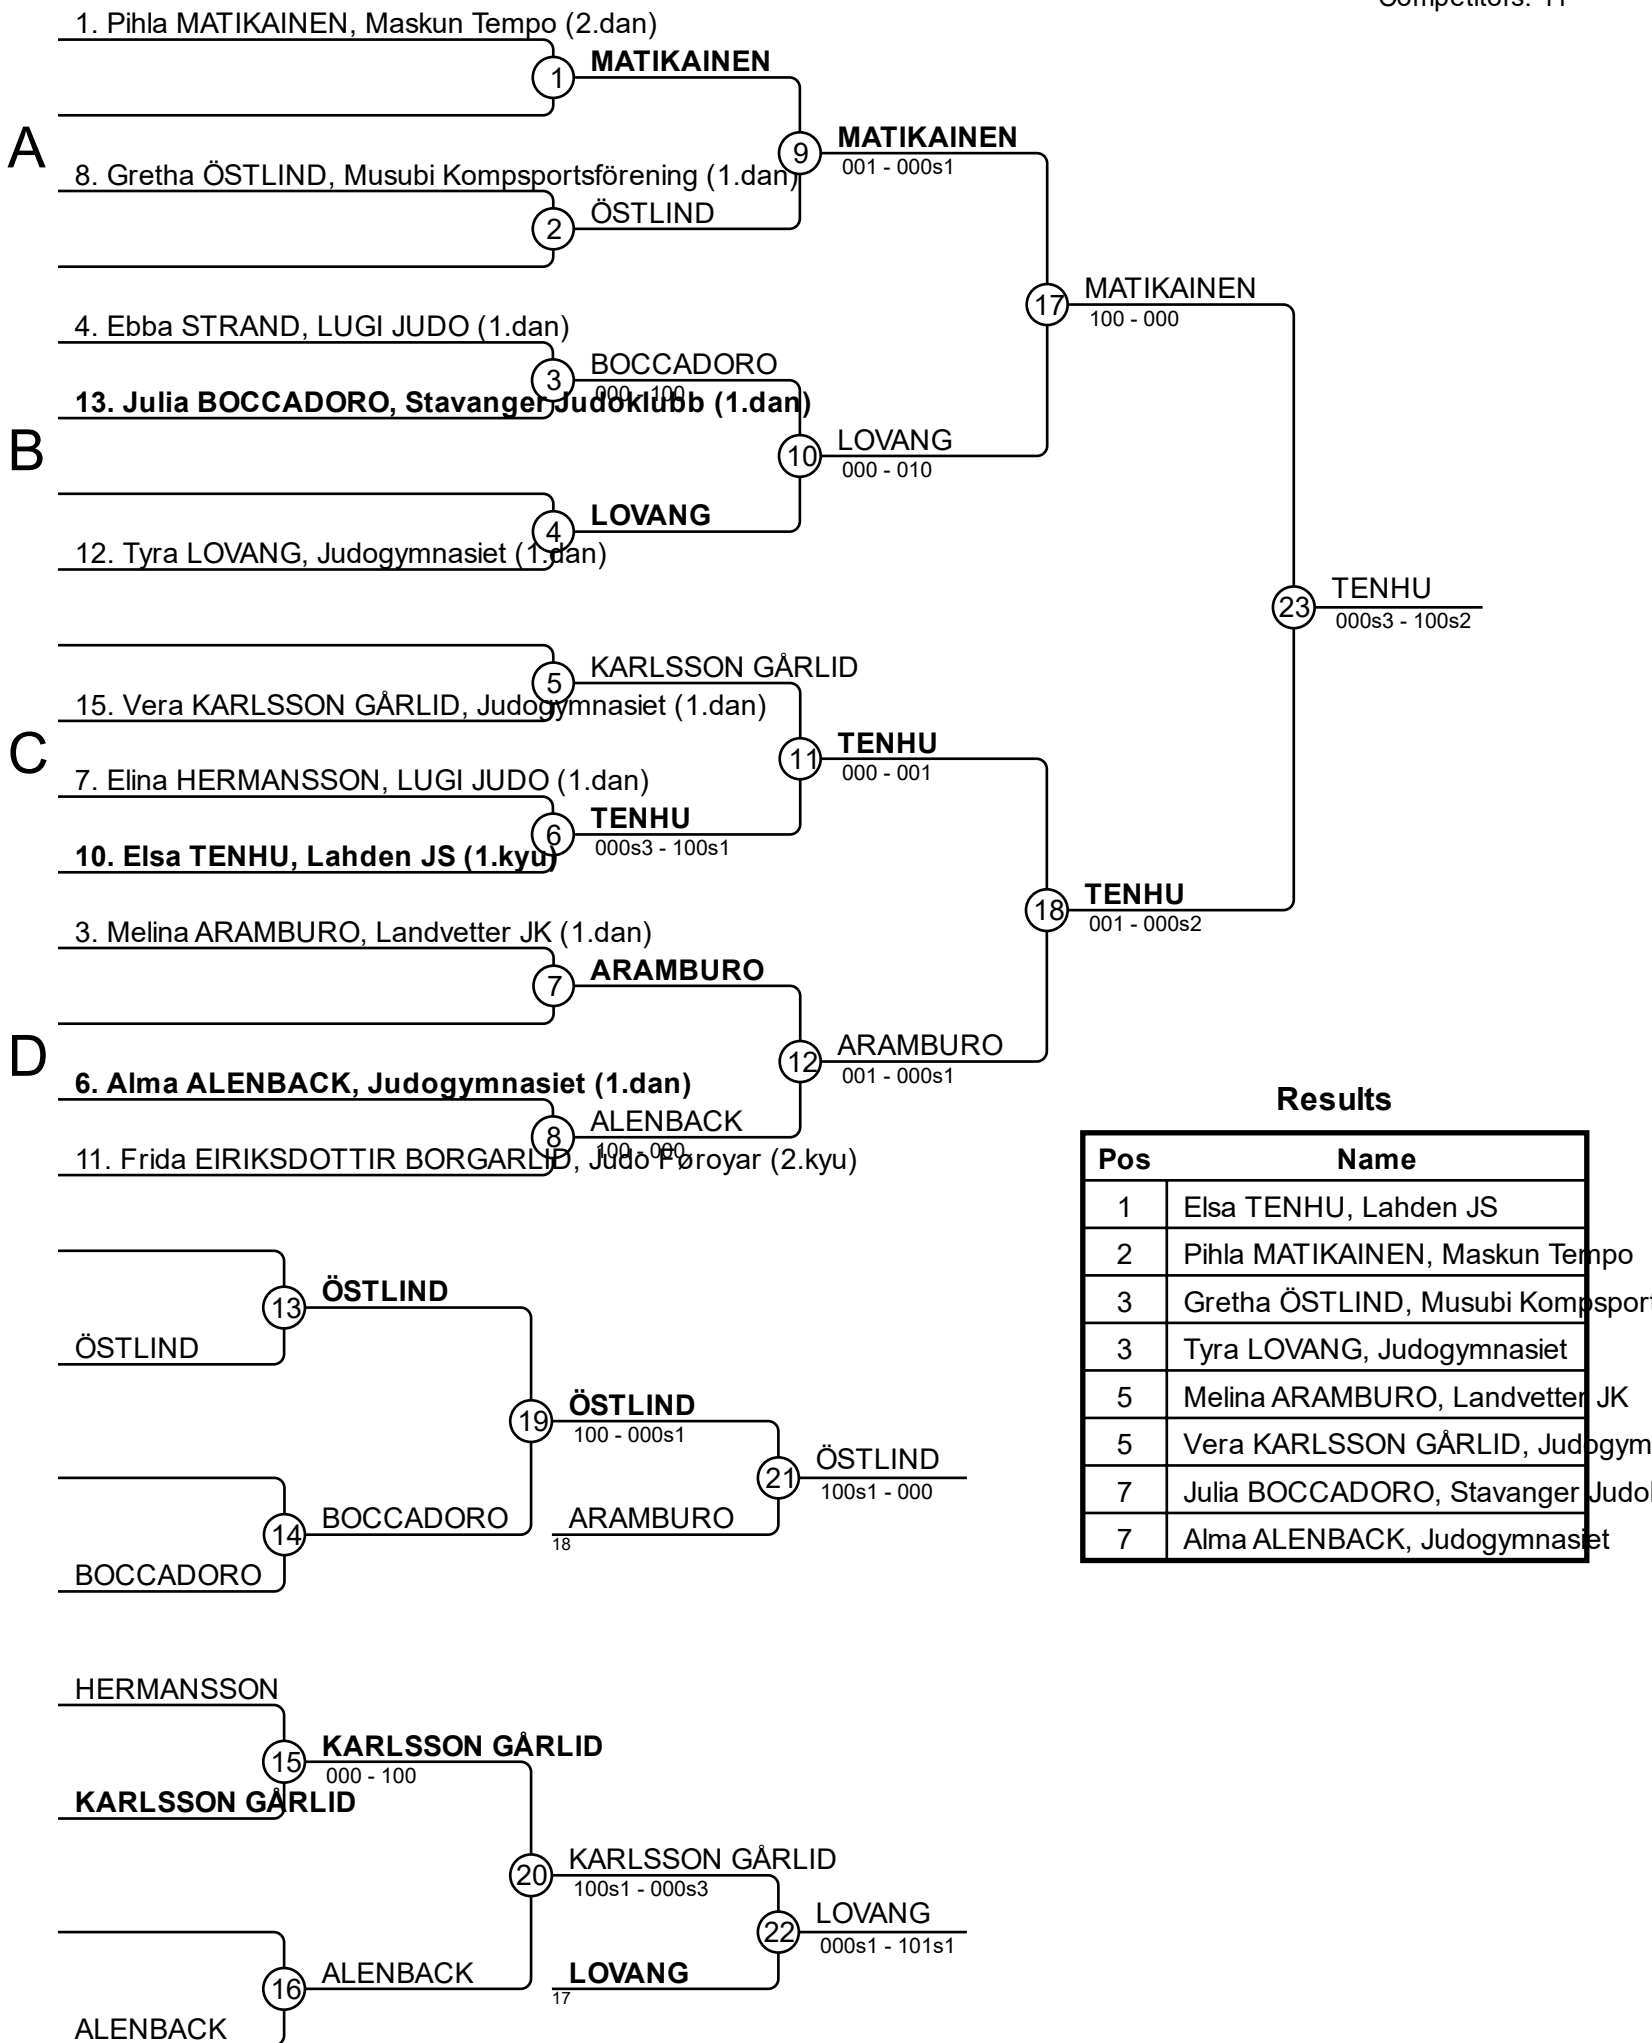 Competitors: 11
1. Pihla MATIKAINEN, Maskun Tempo (2.dan)
1
MATIKAINEN
A
9
MATIKAINEN
001 - 000s1
8. Gretha ÖSTLIND, Musubi Kompsportsförening (1.dan)
2
ÖSTLIND
17
MATIKAINEN
100 - 000
4. Ebba STRAND, LUGI JUDO (1.dan)
3
BOCCADORO
000 - 100
13. Julia BOCCADORO, Stavanger Judoklubb (1.dan)
B
10
LOVANG
000 - 010
4
LOVANG
12. Tyra LOVANG, Judogymnasiet (1.dan)
23
TENHU
000s3 - 100s2
5
KARLSSON GÅRLID
15. Vera KARLSSON GÅRLID, Judogymnasiet (1.dan)
C
11
TENHU
000 - 001
7. Elina HERMANSSON, LUGI JUDO (1.dan)
6
TENHU
000s3 - 100s1
10. Elsa TENHU, Lahden JS (1.kyu)
18
TENHU
001 - 000s2
3. Melina ARAMBURO, Landvetter JK (1.dan)
7
ARAMBURO
D
12
ARAMBURO
001 - 000s1
6. Alma ALENBACK, Judogymnasiet (1.dan)
8
ALENBACK
100 - 000
11. Frida EIRIKSDOTTIR BORGARLID, Judo Føroyar (2.kyu)
Results
Pos Name
1 Elsa TENHU, Lahden JS
2 Pihla MATIKAINEN, Maskun Tempo
3 Gretha ÖSTLIND, Musubi Kompsport
3 Tyra LOVANG, Judogymnasiet
5 Melina ARAMBURO, Landvetter JK
5 Vera KARLSSON GÅRLID, Judogym
7 Julia BOCCADORO, Stavanger Judok
7 Alma ALENBACK, Judogymnasiet
13
ÖSTLIND
ÖSTLIND
19
ÖSTLIND
100 - 000s1
21
ÖSTLIND
100s1 - 000
14
BOCCADORO
ARAMBURO
18
BOCCADORO
HERMANSSON
15
KARLSSON GÅRLID
000 - 100
KARLSSON GÅRLID
20
KARLSSON GÅRLID
100s1 - 000s3
22
LOVANG
000s1 - 101s1
16
ALENBACK
LOVANG
17
ALENBACK